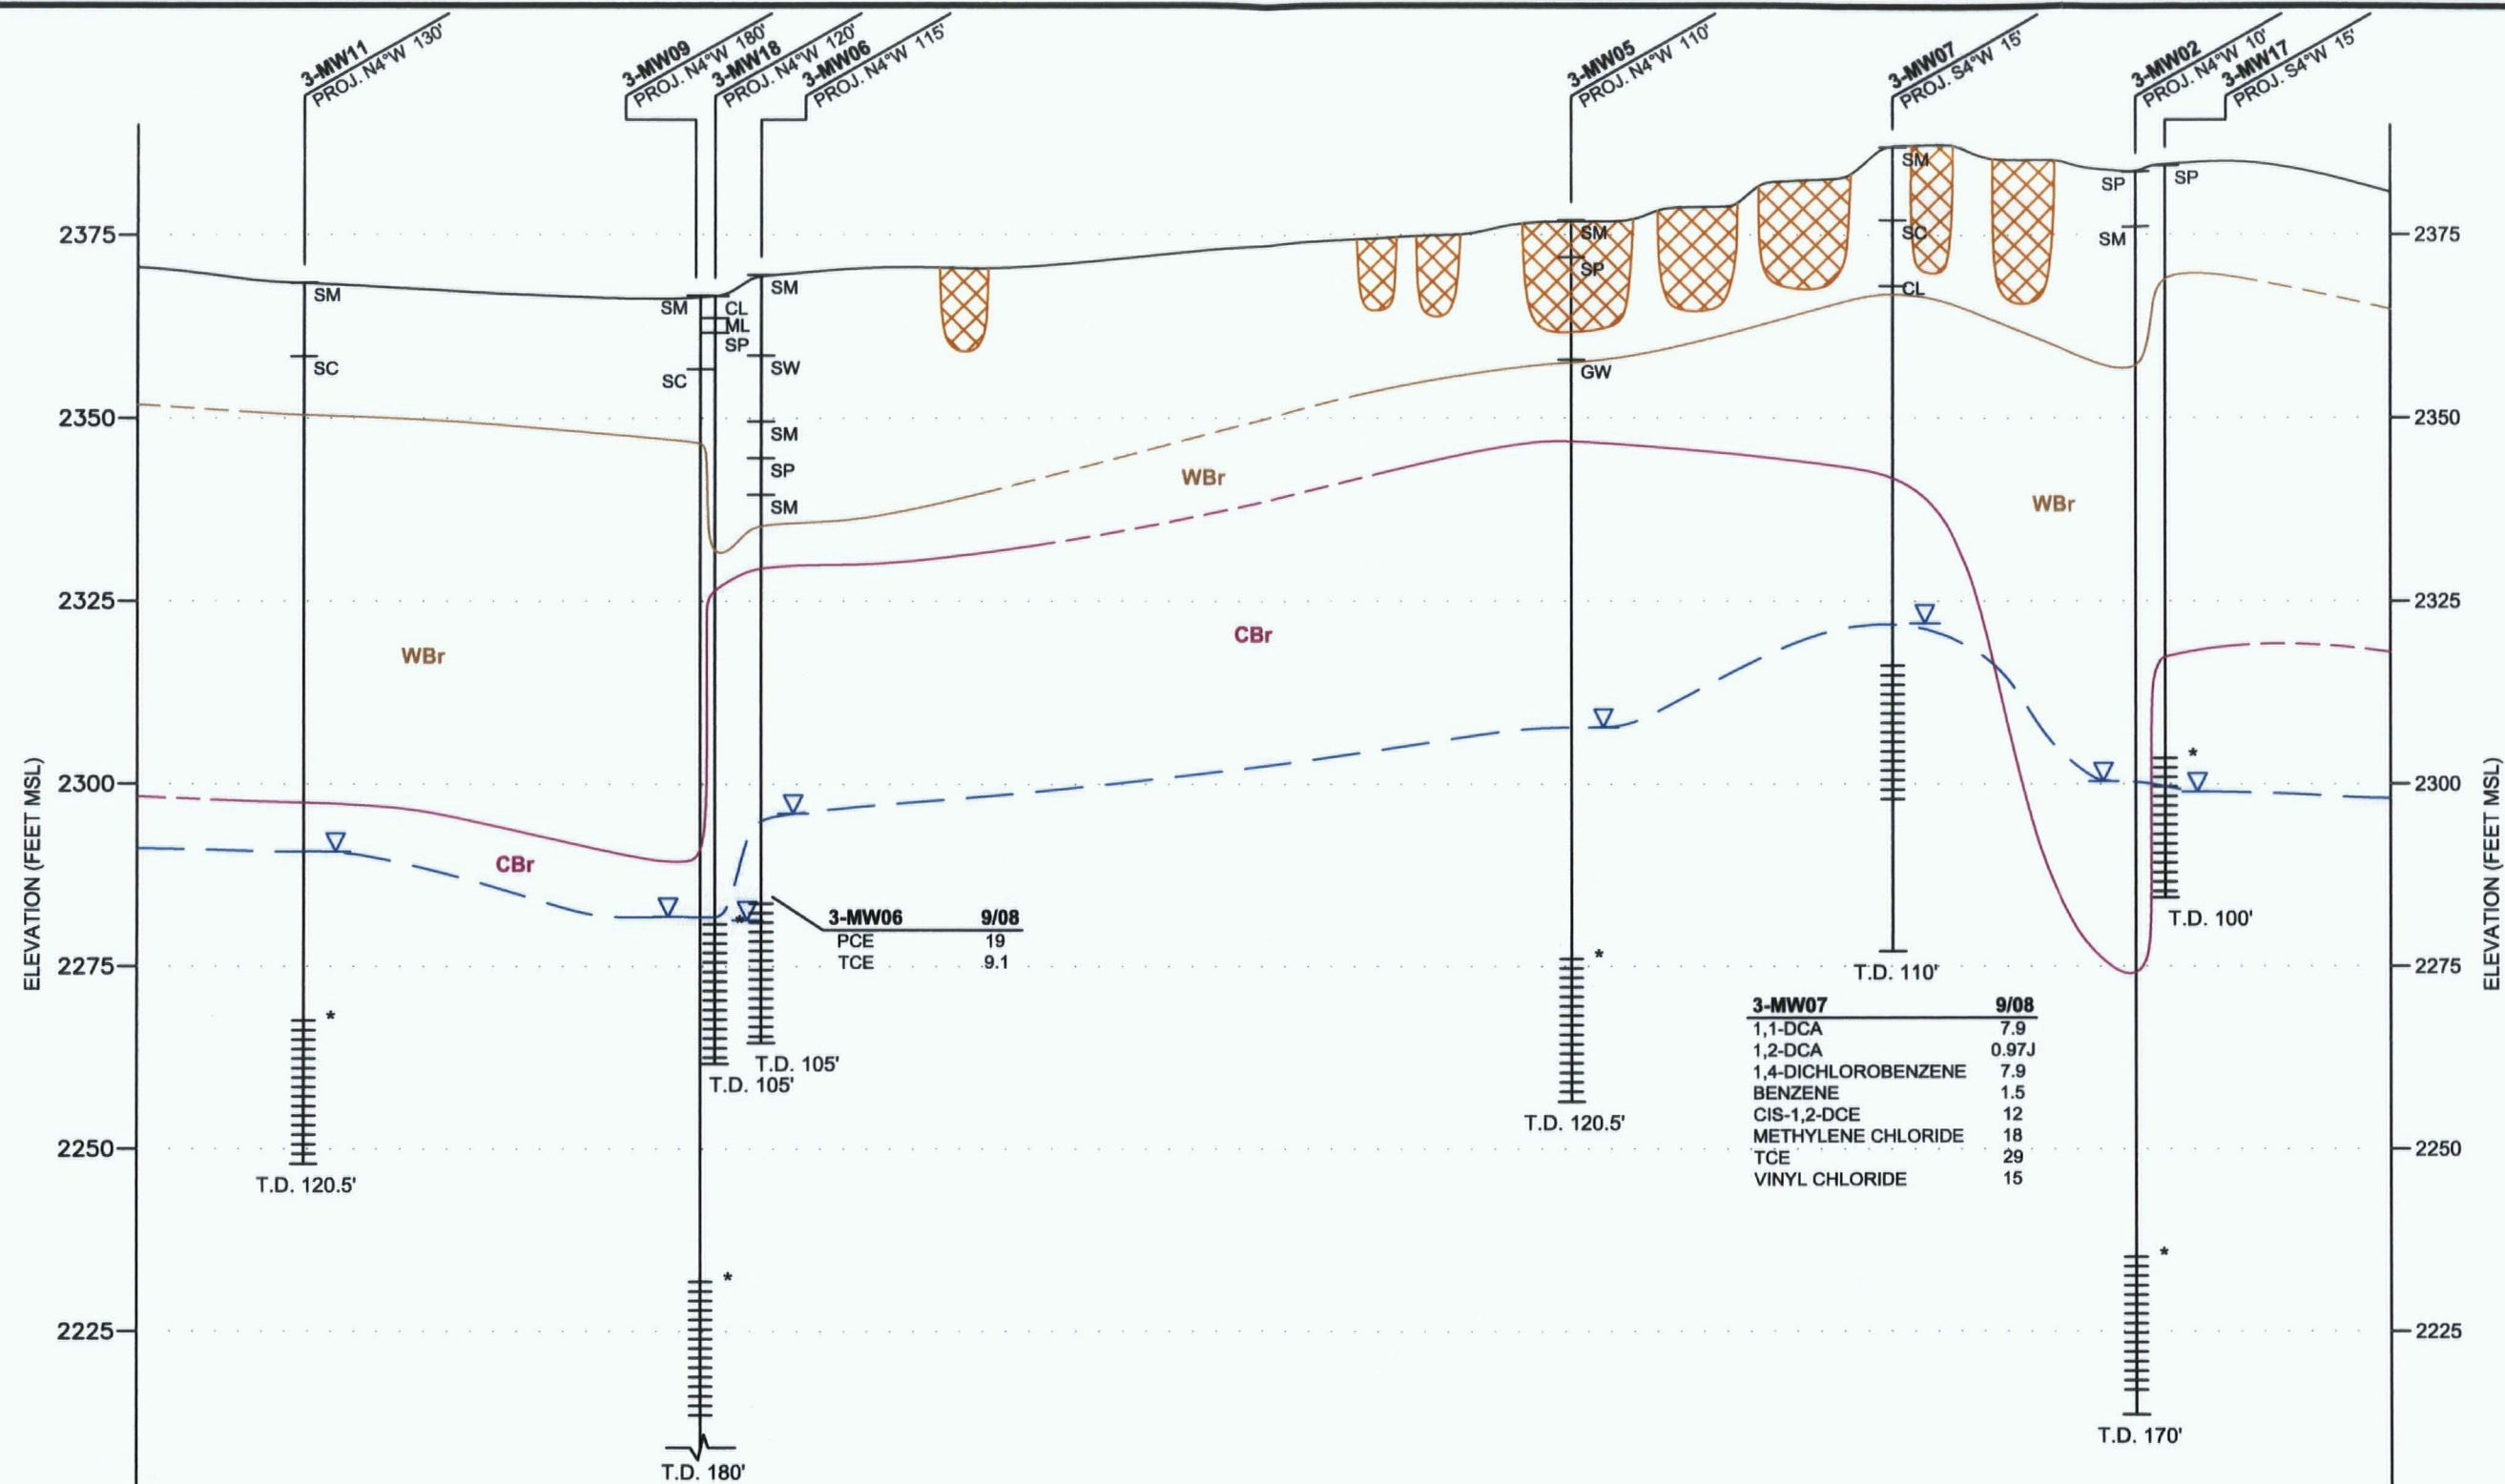 3-MW11
PROJ. N4°W 130'
3-MW09
PROJ. N4°W 180'
3-MW18
PROJ. N4°W 120'
3-MW06
PROJ. N4°W 115'
3-MW05
PROJ. N4°W 110'
3-MW07
PROJ. S4°W 15'
3-MW02
PROJ. N4°W 10'
3-MW17
PROJ. S4°W 15'
SM
SP
SP
2375
SM
SC
SM
2375
SP
CL
SM
SM
SM
CL
ML
SP
SC
SC
SW
GW
2350
SM
2350
SP
WBr
SM
WBr
2325
2325
WBr
CBr
*
2300
2300
ELEVATION (FEET MSL)
ELEVATION (FEET MSL)
CBr
*
3-MW06 9/08
PCE 19
TCE 9.1
T.D. 100'
*
2275
2275
T.D. 110'
3-MW07 9/08
1,1-DCA 7.9
1,2-DCA 0.97J
1,4-DICHLOROBENZENE 7.9
BENZENE 1.5
CIS-1,2-DCE 12
METHYLENE CHLORIDE 18
TCE 29
VINYL CHLORIDE 15
*
T.D. 105'
T.D. 105'
T.D. 120.5'
2250
2250
T.D. 120.5'
*
*
2225
2225
T.D. 170'
T.D. 180'